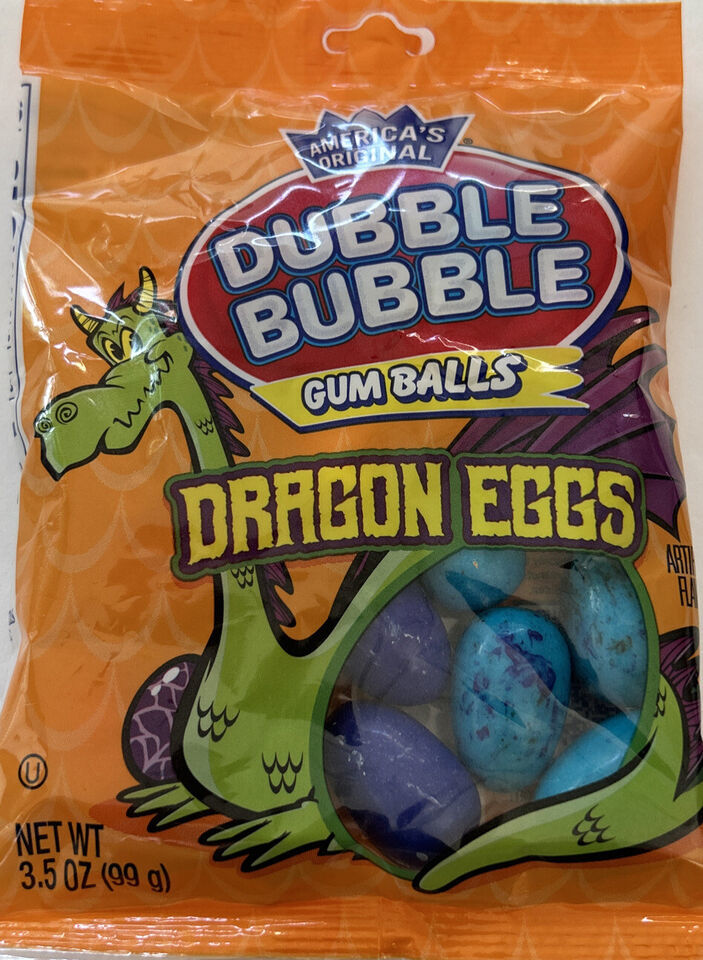 AMERICA'S
ORIGINAL
®
DUBBLE
BUBBLE
GUM BALLS
DRAGON EGGS
U
NET WT
3.5 OZ (99 g)